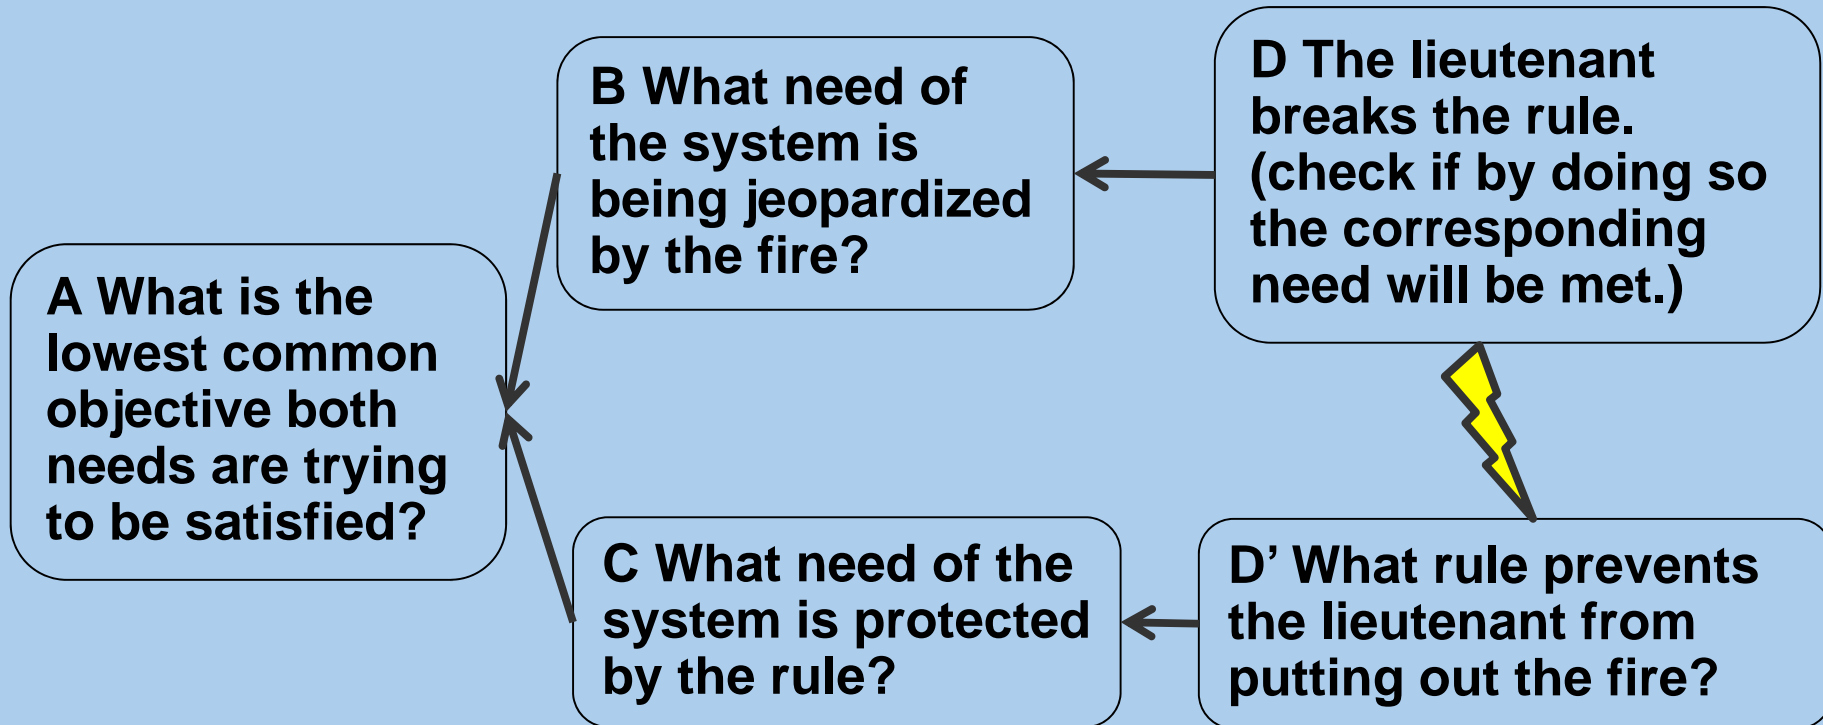 A What is the
lowest common
objective both
needs are trying
to be satisfied?
B What need of
the system is
being jeopardized
by the fire?
C What need of the
system is protected
by the rule?
D The lieutenant
breaks the rule.
(check if by doing so
the corresponding
need will be met.)
D’ What rule prevents
the lieutenant from
putting out the fire?